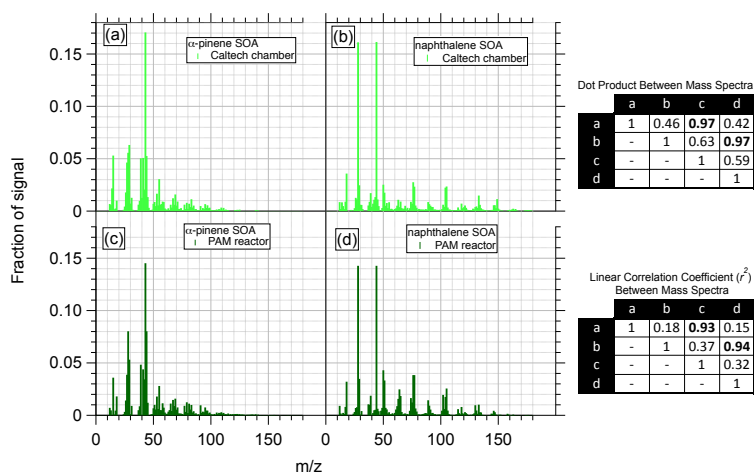 (a)
α-pinene SOA
Caltech chamber
(b)
naphthalene SOA
Caltech chamber
(c)
α-pinene SOA
PAM reactor
(d)
naphthalene SOA
PAM reactor
Fraction of signal
0.15
0.10
0.05
0.00
0.15
0.10
0.05
0.00
0 50 100 150 0 50 100 150
m/z
Dot Product Between Mass Spectra
a b c d
a 1 0.46 0.97 0.42
b - 1 0.63 0.97
c - - 1 0.59
d - - - 1
Linear Correlation Coefficient (r²)
Between Mass Spectra
a b c d
a 1 0.18 0.93 0.15
b - 1 0.37 0.94
c - - 1 0.32
d - - - 1